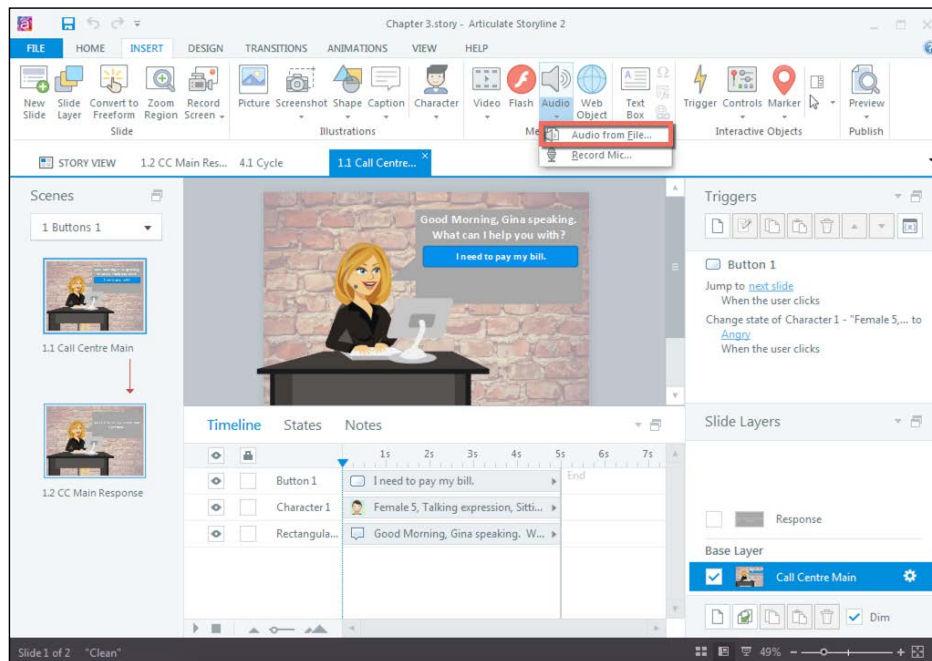 Chapter 3.story - Articulate Storyline 2
FILE HOME INSERT DESIGN TRANSITIONS ANIMATIONS VIEW HELP
New Slide
Slide Layer
Convert to Freeform
Zoom Region
Record Screen
Picture
Screenshot
Shape
Caption
Character
Video
Flash
Audio
Web Object
Text Box
Trigger
Controls
Marker
Preview
Slide Illustrations Me Interactive Objects Publish
Audio from File...
Record Mic...
STORY VIEW 1.2 CC Main Res... 4.1 Cycle 1.1 Call Centre...
Scenes
1 Buttons 1
1.1 Call Centre Main
1.2 CC Main Response
Good Morning, Gina speaking.
What can I help you with?
I need to pay my bill.
Timeline States Notes
1s 2s 3s 4s 5s 6s 7s
Button 1 I need to pay my bill. End
Character 1 Female 5, Talking expression, Sitti...
Rectangula... Good Morning, Gina speaking. W...
Triggers
Button 1
Jump to next slide
When the user clicks
Change state of Character 1 - "Female 5,... to
Angry
When the user clicks
Slide Layers
Response
Base Layer
Call Centre Main
Dim
Slide 1 of 2 "Clean" 49%